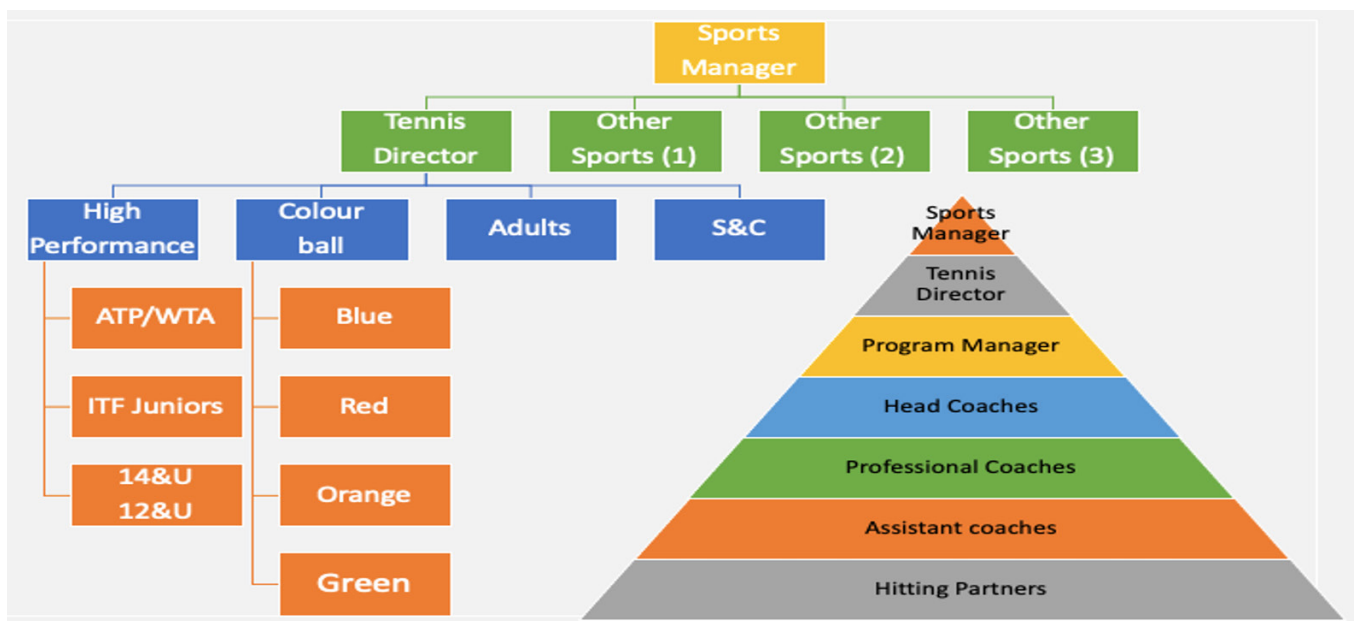 Sports
Manager
Tennis
Director
Other
Sports (1)
Other
Sports (2)
Other
Sports (3)
High
Performance
Colour
ball
Adults
S&C
ATP/WTA
ITF Juniors
14&U
12&U
Blue
Red
Orange
Green
Sports
Manager
Tennis
Director
Program Manager
Head Coaches
Professional Coaches
Assistant coaches
Hitting Partners